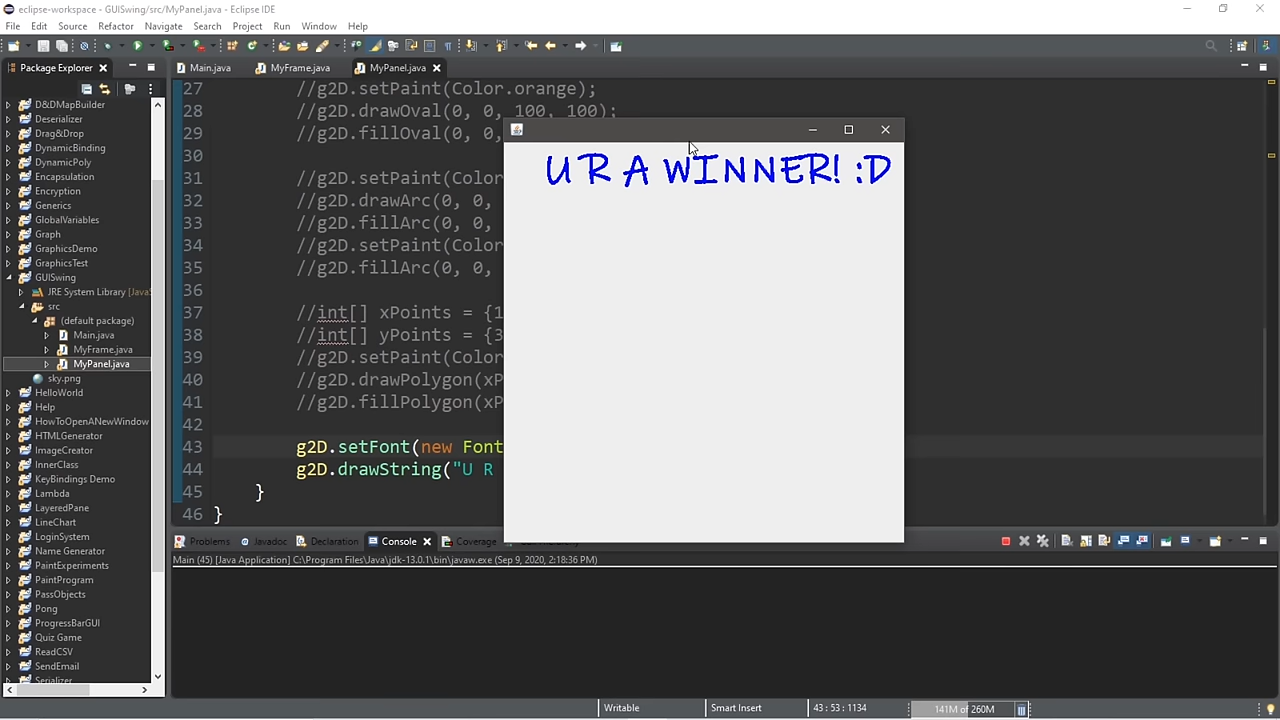 eclipse-workspace - GUISwing/src/MyPanel.java - Eclipse IDE
File Edit Source Refactor Navigate Search Project Run Window Help
Package Explorer
Main.java MyFrame.java MyPanel.java
D&DMapBuilder
Deserializer
Drag&Drop
DynamicBinding
DynamicPoly
Encapsulation
Encryption
Generics
GlobalVariables
Graph
GraphicsDemo
GraphicsTest
GUISwing
JRE System Library [Java
src
(default package)
Main.java
MyFrame.java
MyPanel.java
sky.png
HelloWorld
Help
HowToOpenANewWindow
HTMLGenerator
ImageCreator
InnerClass
KeyBindings Demo
Lambda
LayeredPane
LineChart
LoginSystem
Name Generator
PaintExperiments
PaintProgram
PassObjects
Pong
ProgressBarGUI
Quiz Game
ReadCSV
SendEmail
Serializer
27 //g2D.setPaint(Color.orange);
28 //g2D.drawOval(0, 0, 100, 100);
29 //g2D.fillOval(0, 0,
30
31 //g2D.setPaint(Color
32 //g2D.drawArc(0, 0,
33 //g2D.fillArc(0, 0,
34 //g2D.setPaint(Color
35 //g2D.fillArc(0, 0,
36
37 //int[] xPoints = {1
38 //int[] yPoints = {3
39 //g2D.setPaint(Color
40 //g2D.drawPolygon(xP
41 //g2D.fillPolygon(xP
42
43 g2D.setFont(new Font
44 g2D.drawString("U R
45 }
46 }
U R A WINNER! :D
Problems Javadoc Declaration Console Coverage
Main (45) [Java Application] C:\Program Files\Java\jdk-13.0.1\bin\javaw.exe (Sep 9, 2020, 2:18:36 PM)
Writable Smart Insert 43 : 53 : 1134 141M of 260M